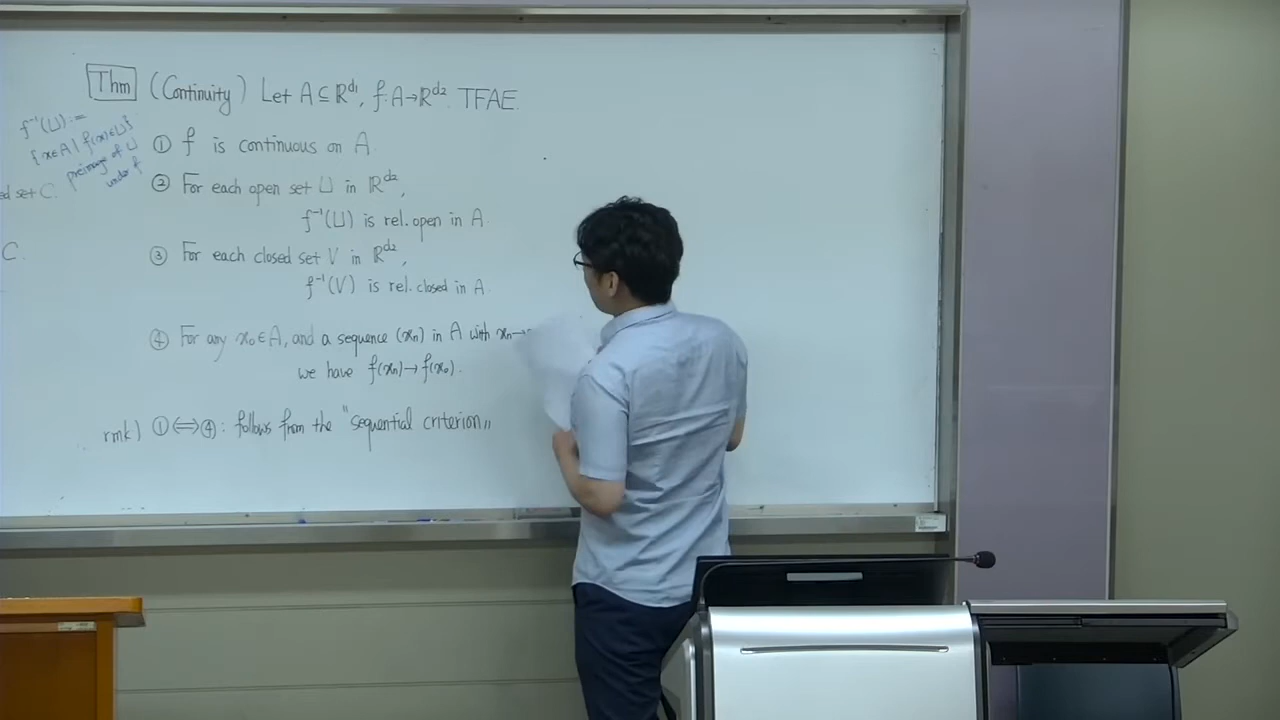 Thm (Continuity) Let A ⊆ ℝ^d1, f: A→ℝ^d2. TFAE.
f⁻¹(U) :=
{x∈A | f(x)∈U}
preimage of U
under f
ed set C.
C.
① f is continuous on A
② For each open set U in ℝ^d2,
f⁻¹(U) is rel. open in A.
③ For each closed set V in ℝ^d2,
f⁻¹(V) is rel. closed in A.
④ For any x₀∈A, and a sequence (xn) in A with xn→
we have f(xn)→f(x₀).
rmk) ①⟺④: follows from the "sequential criterion"